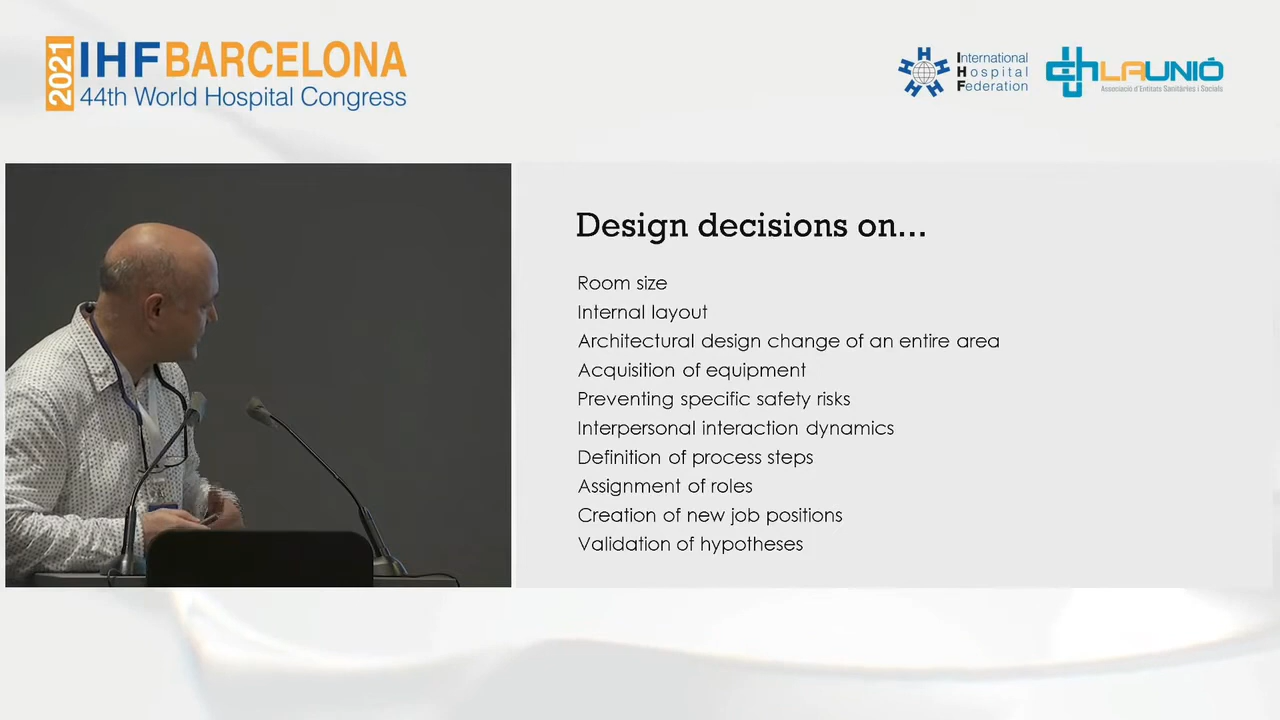 2021
IHF BARCELONA
44th World Hospital Congress
International
Hospital
Federation
LAUNIÓ
Associació d'Entitats Sanitàries i Socials
Design decisions on...
Room size
Internal layout
Architectural design change of an entire area
Acquisition of equipment
Preventing specific safety risks
Interpersonal interaction dynamics
Definition of process steps
Assignment of roles
Creation of new job positions
Validation of hypotheses